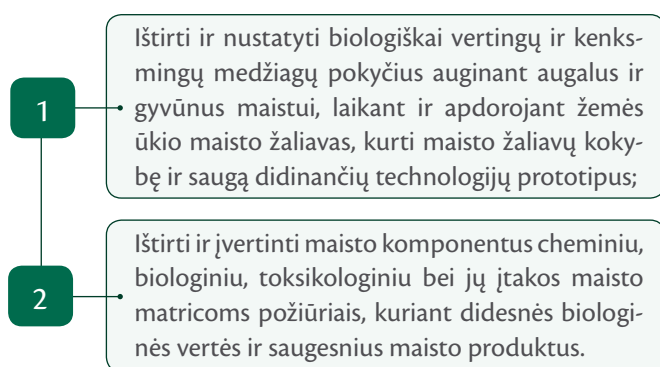 1
Ištirti ir nustatyti biologiškai vertingų ir kenks-
mingų medžiagų pokyčius auginant augalus ir
gyvūnus maistui, laikant ir apdorojant žemės
ūkio maisto žaliavas, kurti maisto žaliavų koky-
bę ir saugą didinančių technologijų prototipus;
2
Ištirti ir įvertinti maisto komponentus cheminiu,
biologiniu, toksikologiniu bei jų įtakos maisto
matricoms požiūriais, kuriant didesnės biologi-
nės vertės ir saugesnius maisto produktus.